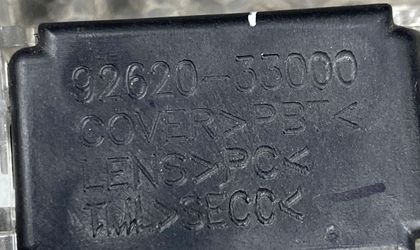 92620-33000
COVER>PBT<
LENS>PC<
T.M.L>SECC<